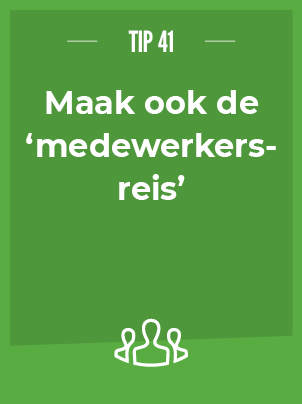 TIP 41
Maak ook de
‘medewerkers-
reis’